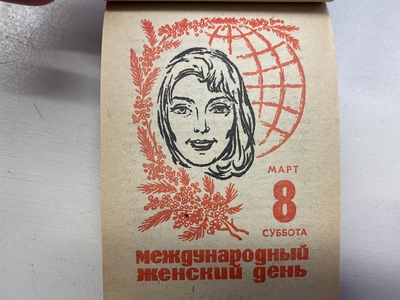 МАРТ
8
СУББОТА
международный
женский день